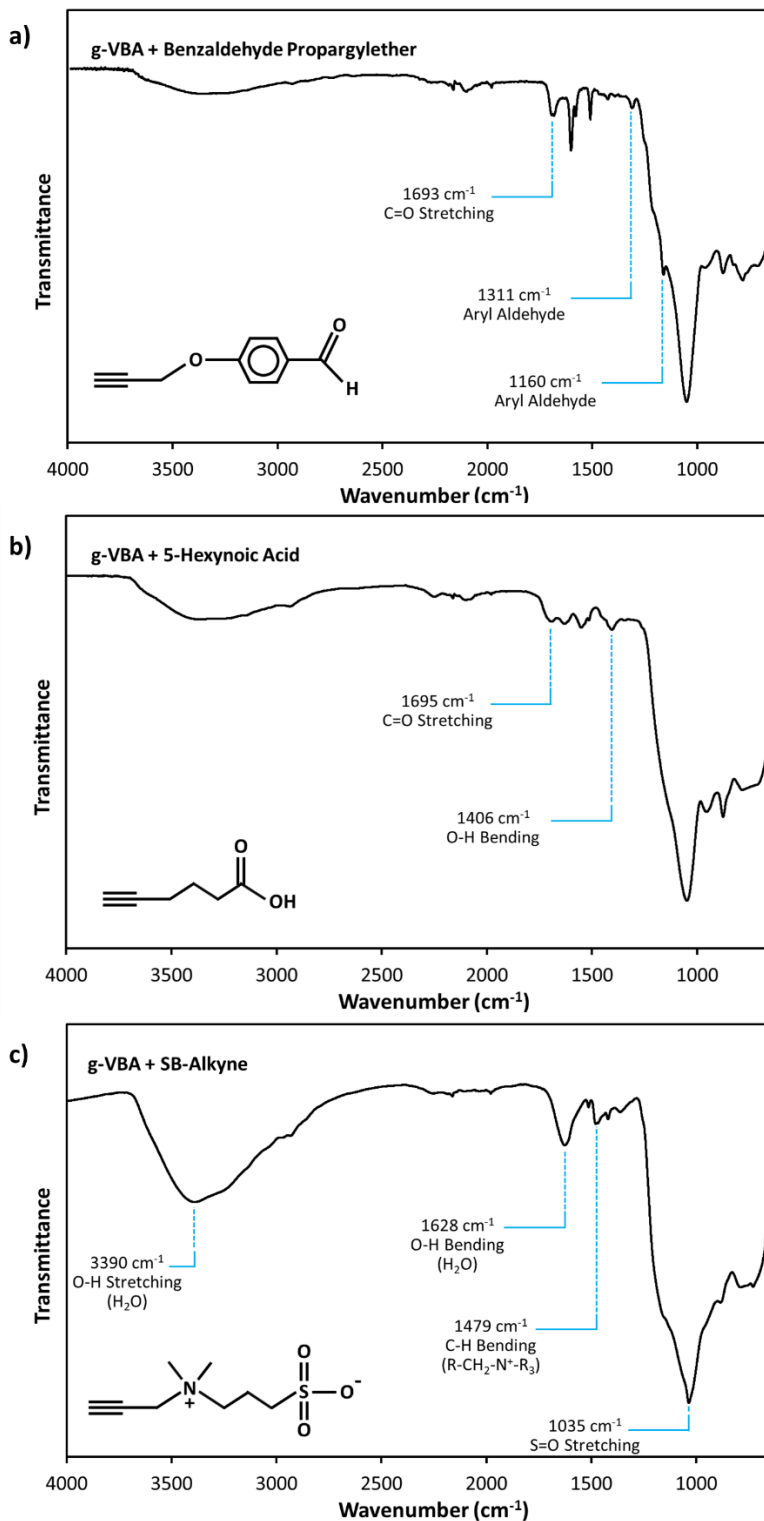 a)
g-VBA + Benzaldehyde Propargylether
Transmittance
1693 cm⁻¹
C=O Stretching
1311 cm⁻¹
Aryl Aldehyde
1160 cm⁻¹
Aryl Aldehyde
O
O
H
4000 3500 3000 2500 2000 1500 1000
Wavenumber (cm⁻¹)
b)
g-VBA + 5-Hexynoic Acid
Transmittance
1695 cm⁻¹
C=O Stretching
1406 cm⁻¹
O-H Bending
O
OH
4000 3500 3000 2500 2000 1500 1000
Wavenumber (cm⁻¹)
c)
g-VBA + SB-Alkyne
Transmittance
3390 cm⁻¹
O-H Stretching
(H₂O)
1628 cm⁻¹
O-H Bending
(H₂O)
1479 cm⁻¹
C-H Bending
(R-CH₂-N⁺-R₃)
1035 cm⁻¹
S=O Stretching
O
N S O⁻
+
O
4000 3500 3000 2500 2000 1500 1000
Wavenumber (cm⁻¹)